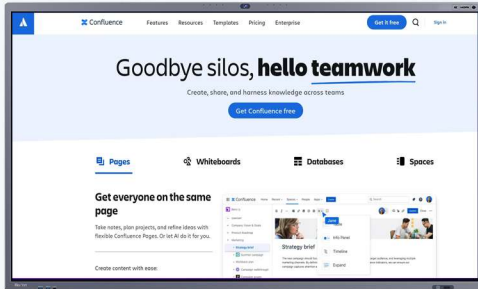 Confluence
Features Resources Templates Pricing Enterprise
Get it free
Sign in
Goodbye silos, hello teamwork
Create, share, and harness knowledge across teams
Get Confluence free
Pages
Whiteboards
Databases
Spaces
Get everyone on the same
page
Take notes, plan projects, and refine ideas with
flexible Confluence Pages. Or let AI do it for you.
Create content with ease:
Confluence
Strategy brief
Info Panel
Timeline
Expand